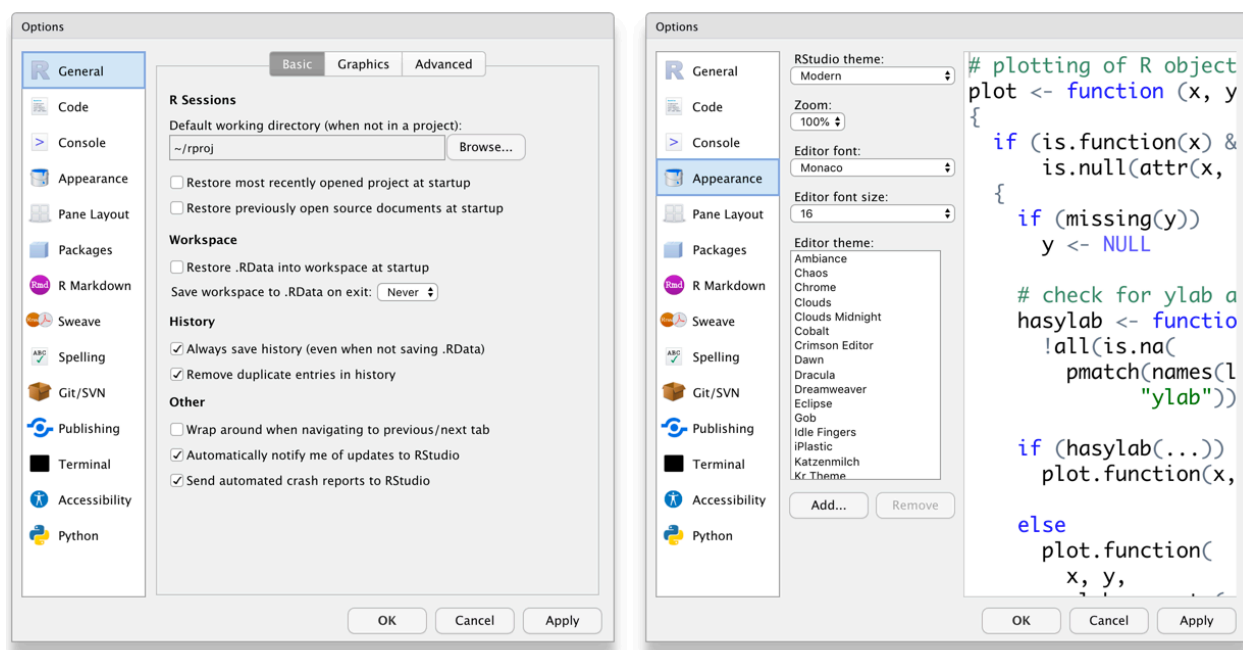 Options
General
Code
Console
Appearance
Pane Layout
Packages
R Markdown
Sweave
Spelling
Git/SVN
Publishing
Terminal
Accessibility
Python
Basic Graphics Advanced
R Sessions
Default working directory (when not in a project):
~/rproj Browse...
Restore most recently opened project at startup
Restore previously open source documents at startup
Workspace
Restore .RData into workspace at startup
Save workspace to .RData on exit: Never
History
Always save history (even when not saving .RData)
Remove duplicate entries in history
Other
Wrap around when navigating to previous/next tab
Automatically notify me of updates to RStudio
Send automated crash reports to RStudio
OK Cancel Apply
Options
General
Code
Console
Appearance
Pane Layout
Packages
R Markdown
Sweave
Spelling
Git/SVN
Publishing
Terminal
Accessibility
Python
RStudio theme:
Modern
Zoom:
100%
Editor font:
Monaco
Editor font size:
16
Editor theme:
Ambiance
Chaos
Chrome
Clouds
Clouds Midnight
Cobalt
Crimson Editor
Dawn
Dracula
Dreamweaver
Eclipse
Gob
Idle Fingers
iPlastic
Katzenmilch
Kr Theme
Add... Remove
# plotting of R object
plot <- function (x, y
{
if (is.function(x) &
is.null(attr(x,
{
if (missing(y))
y <- NULL
# check for ylab a
hasylab <- functio
!all(is.na(
pmatch(names(l
"ylab"))
if (hasylab(...))
plot.function(x,
else
plot.function(
x, y,
OK Cancel Apply